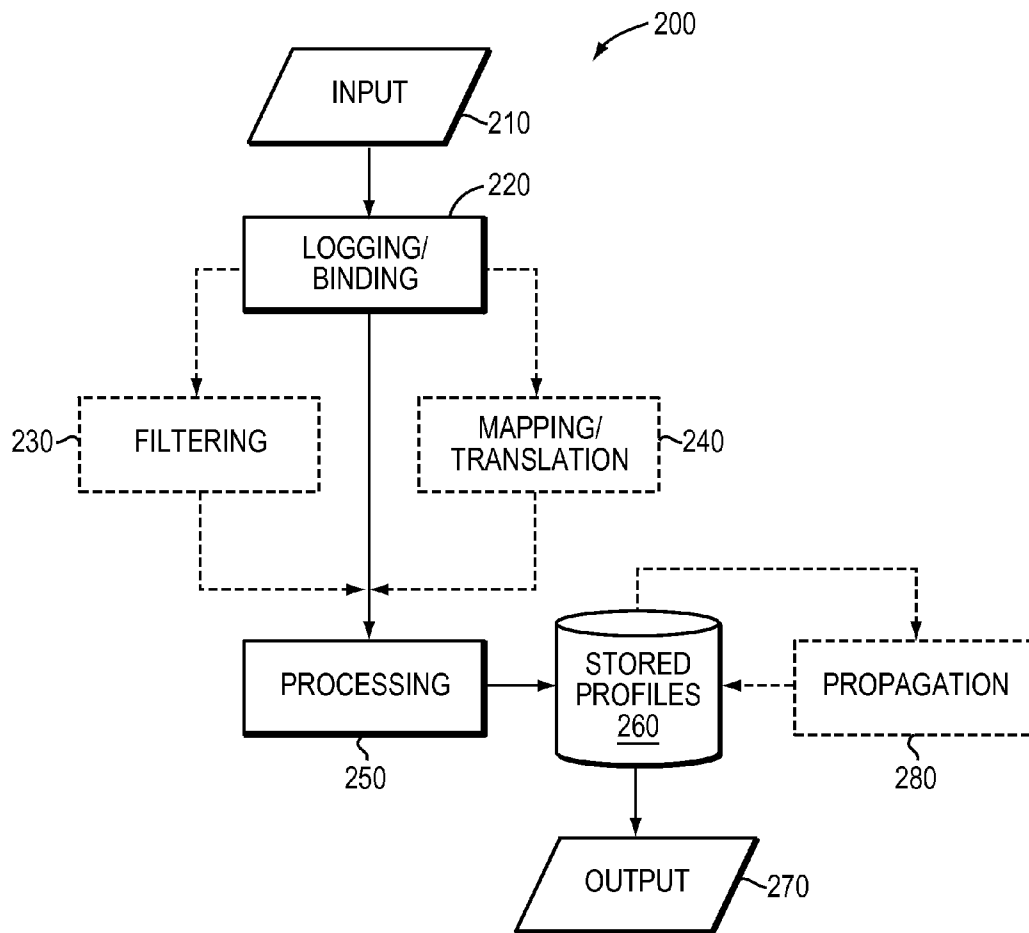 200
INPUT
210
220
LOGGING/
BINDING
230
FILTERING
MAPPING/
TRANSLATION
240
PROCESSING
250
STORED
PROFILES
260
PROPAGATION
280
OUTPUT
270